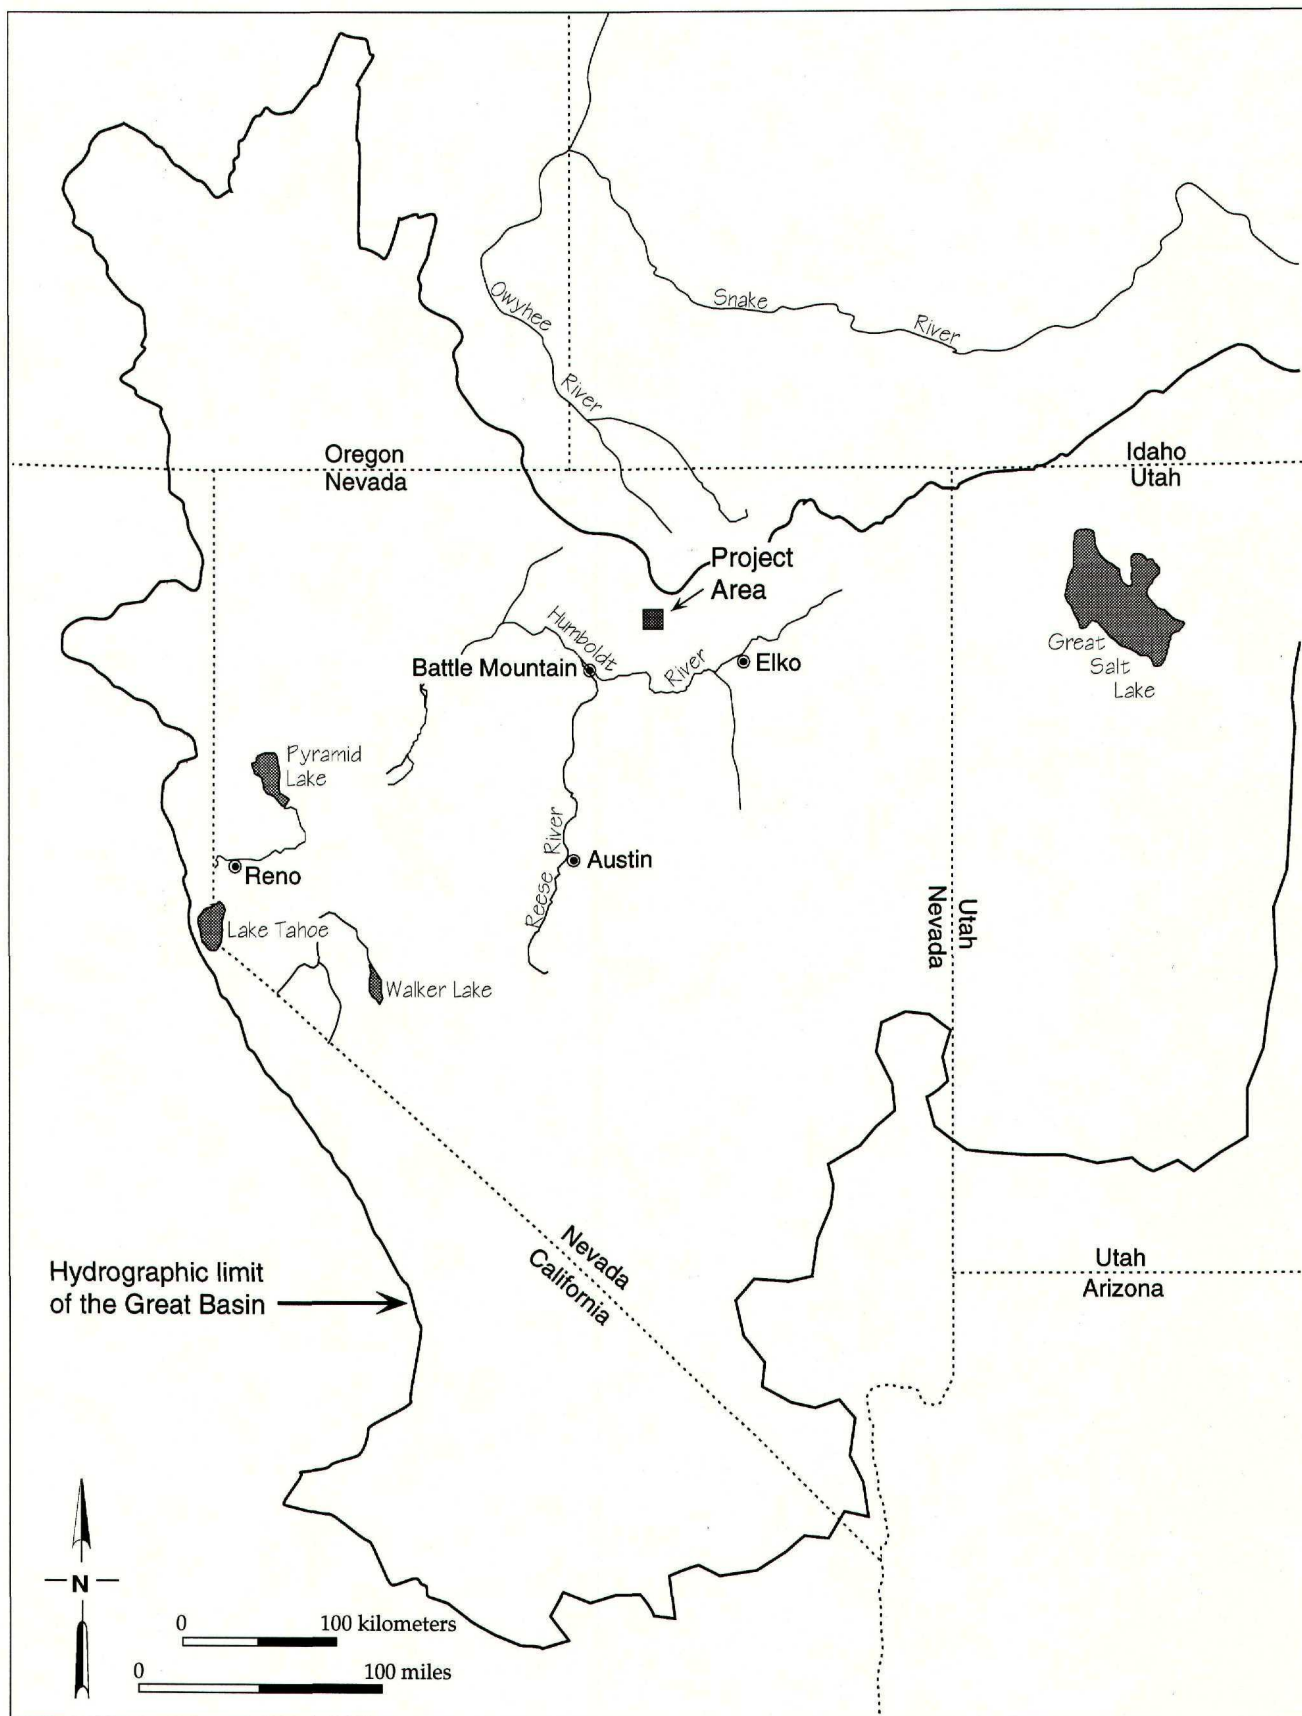 Owyhee
River
Snake
River
Oregon
Nevada
Idaho
Utah
Project
Area
Humboldt
River
Battle Mountain
Elko
Great
Salt
Lake
Pyramid
Lake
Reno
Reese River
Austin
Lake Tahoe
Walker Lake
Utah
Nevada
Nevada
California
Utah
Arizona
Hydrographic limit
of the Great Basin
N
0 100 kilometers
0 100 miles